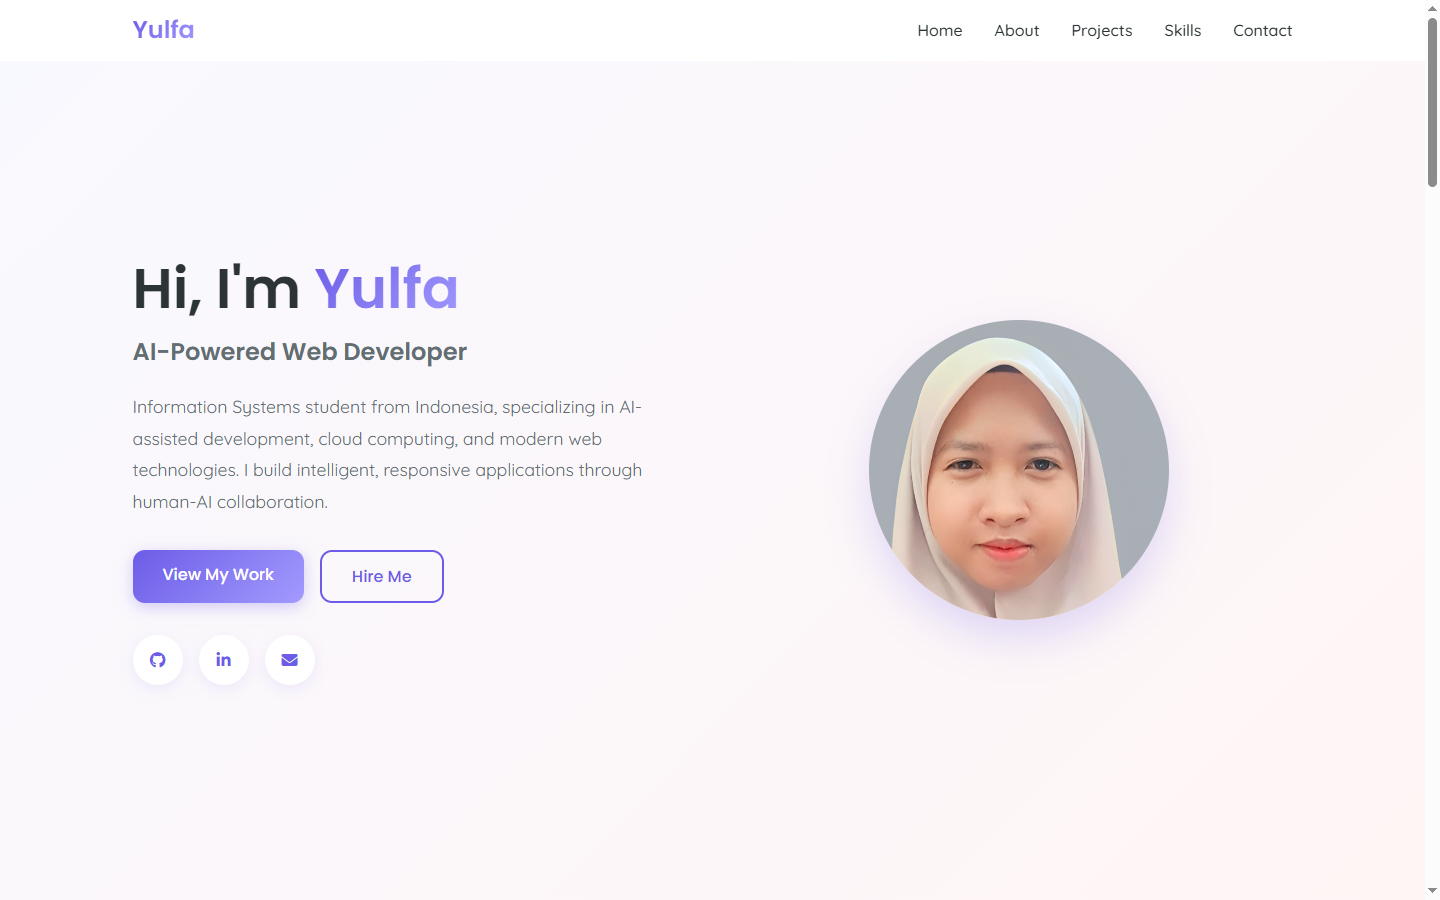 Yulfa
Home
About
Projects
Skills
Contact
Hi, I'm Yulfa
AI-Powered Web Developer
Information Systems student from Indonesia, specializing in AI-
assisted development, cloud computing, and modern web
technologies. I build intelligent, responsive applications through
human-AI collaboration.
View My Work
Hire Me